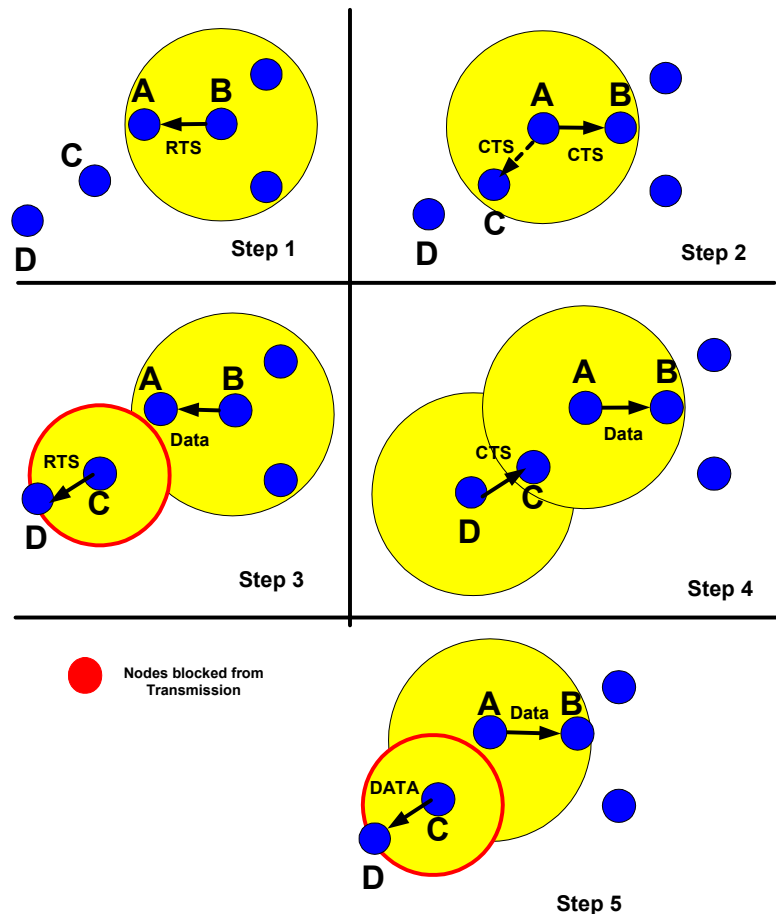 A
B
RTS
C
D
Step 1
A
B
CTS
CTS
C
D
Step 2
A
B
Data
RTS
C
D
Step 3
A
B
Data
CTS
C
D
Step 4
Nodes blocked from
Transmission
A
B
Data
DATA
C
D
Step 5